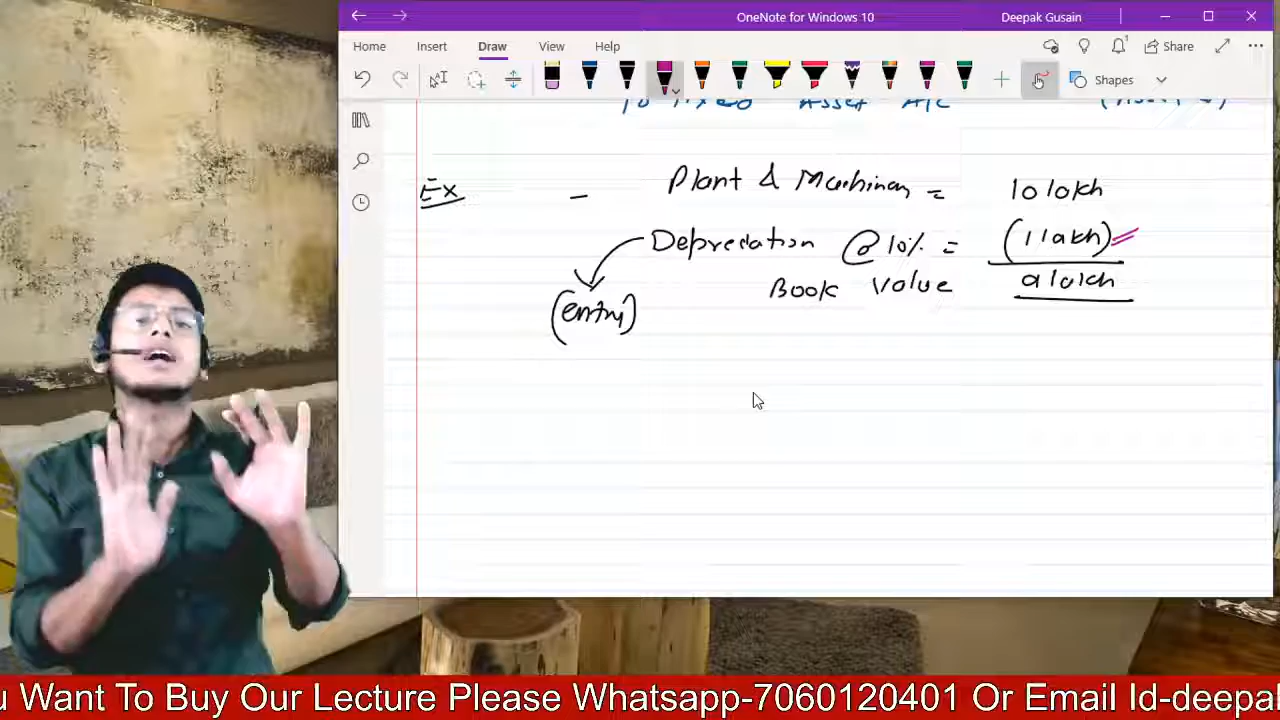 OneNote for Windows 10
Deepak Gusain
Home Insert Draw View Help
Share
Shapes
Asset A/C
Ex - Plant & Machinery = 10 lakh
Depreciation @ 10% = (1 lakh)
Book value 9 lakh
(entry)
u Want To Buy Our Lecture Please Whatsapp-7060120401 Or Email Id-deepa